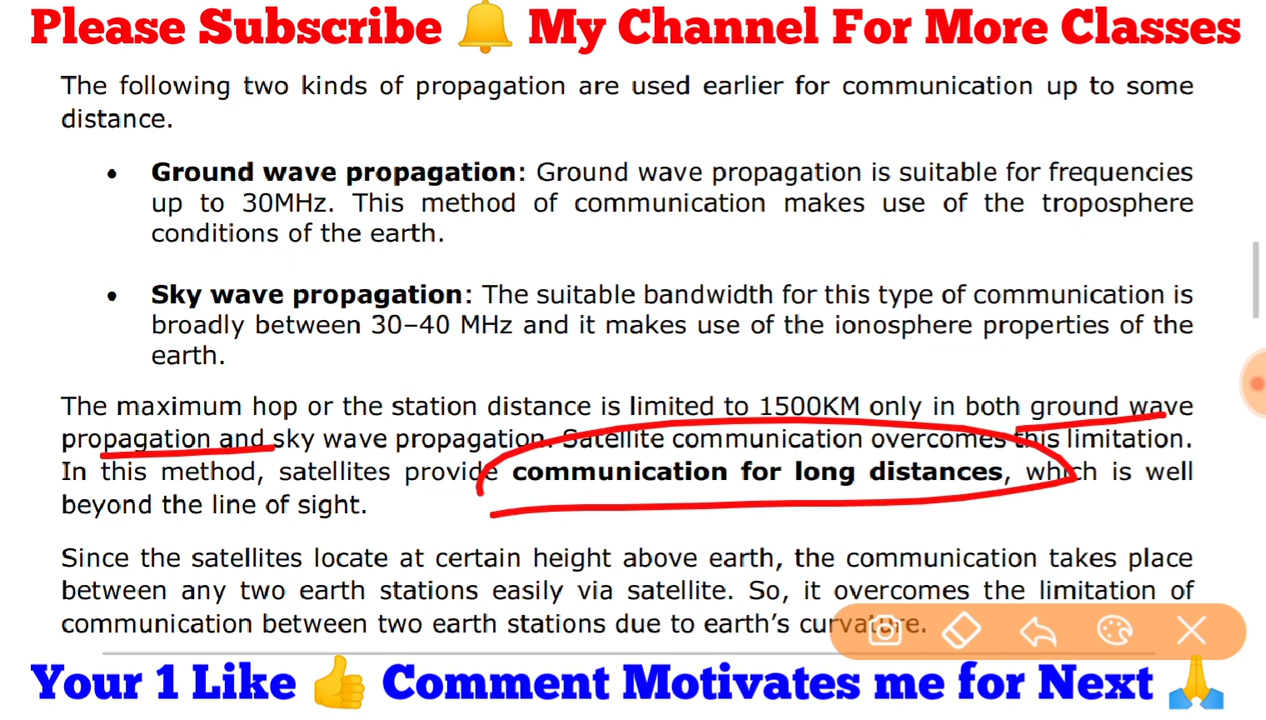 Please Subscribe 🔔 My Channel For More Classes
The following two kinds of propagation are used earlier for communication up to some
distance.
• Ground wave propagation: Ground wave propagation is suitable for frequencies
up to 30MHz. This method of communication makes use of the troposphere
conditions of the earth.
• Sky wave propagation: The suitable bandwidth for this type of communication is
broadly between 30–40 MHz and it makes use of the ionosphere properties of the
earth.
The maximum hop or the station distance is limited to 1500KM only in both ground wave
propagation and sky wave propagation. Satellite communication overcomes this limitation.
In this method, satellites provide communication for long distances, which is well
beyond the line of sight.
Since the satellites locate at certain height above earth, the communication takes place
between any two earth stations easily via satellite. So, it overcomes the limitation of
communication between two earth stations due to earth’s curvature.
Your 1 Like 👍 Comment Motivates me for Next 🙏